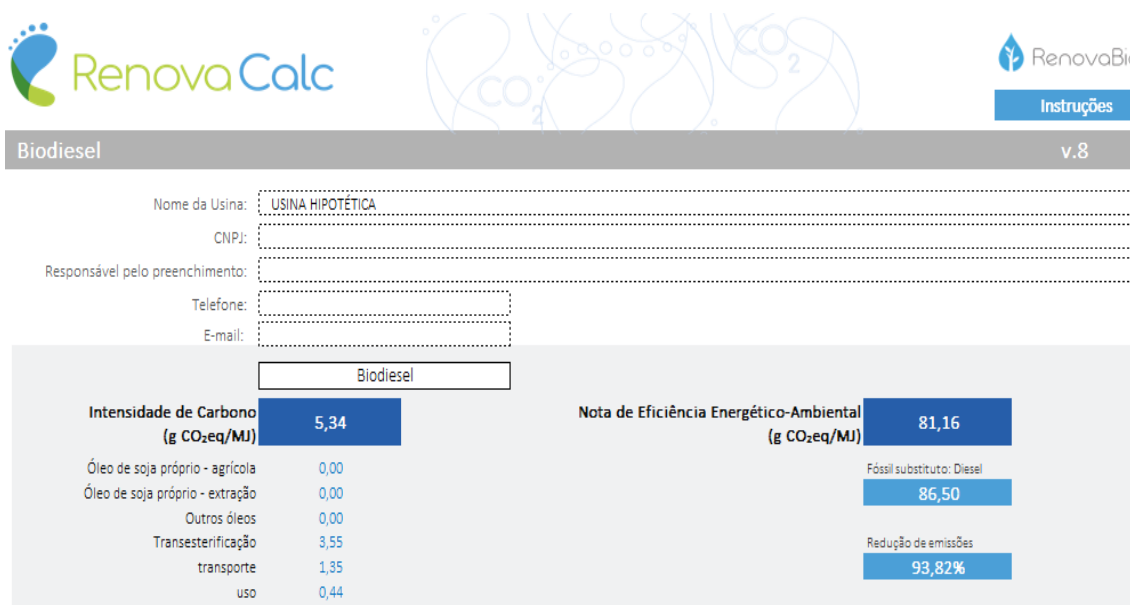 Renova Calc
CO2
CO2
RenovaBi
Instruções
Biodiesel v.8
Nome da Usina: USINA HIPOTÉTICA
CNPJ:
Responsável pelo preenchimento:
Telefone:
E-mail:
Biodiesel
Intensidade de Carbono
(g CO₂eq/MJ) 5,34
Nota de Eficiência Energético-Ambiental
(g CO₂eq/MJ) 81,16
Óleo de soja próprio - agrícola 0,00
Óleo de soja próprio - extração 0,00
Outros óleos 0,00
Transesterificação 3,55
transporte 1,35
uso 0,44
Fóssil substituto: Diesel
86,50
Redução de emissões
93,82%